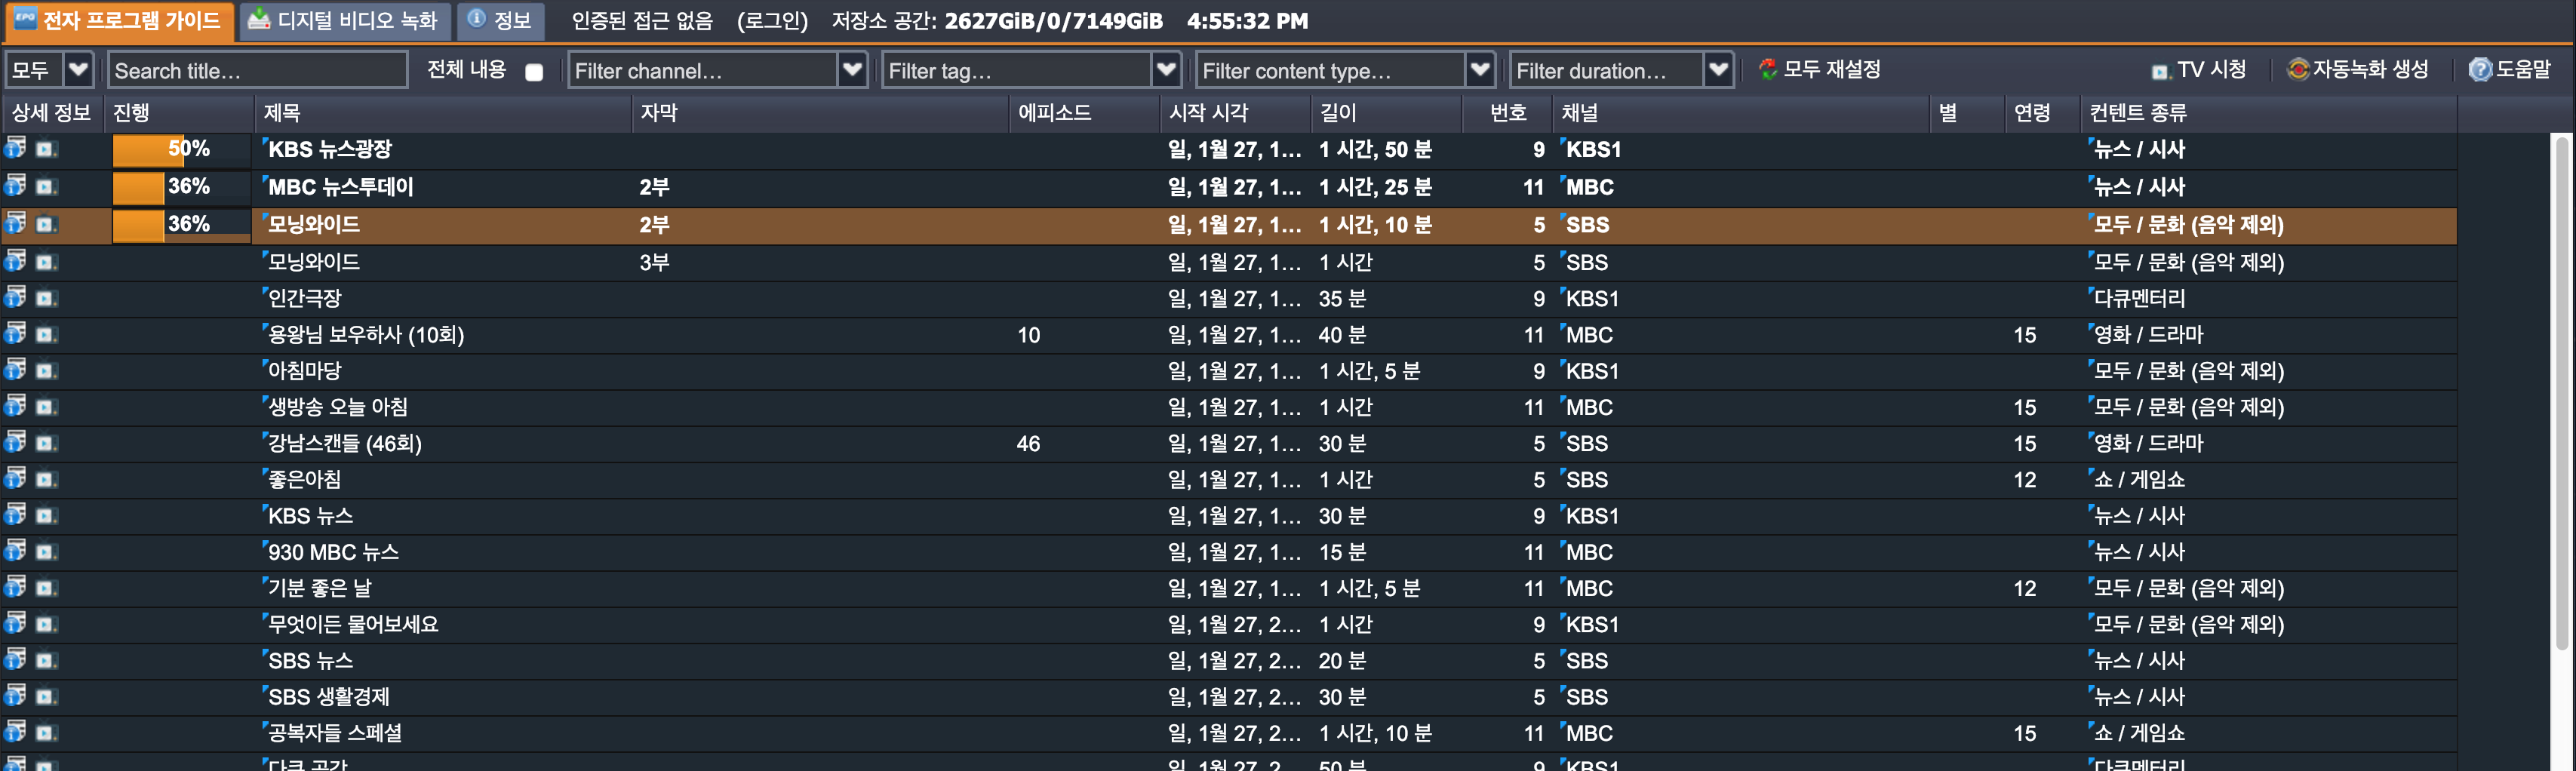 EPG 전자 프로그램 가이드 디지털 비디오 녹화 정보 인증된 접근 없음 (로그인) 저장소 공간: 2627GiB/0/7149GiB 4:55:32 PM
모두 Search title... 전체 내용 Filter channel... Filter tag... Filter content type... Filter duration... 모두 재설정 TV 시청 자동녹화 생성 도움말
상세 정보 진행 제목 자막 에피소드 시작 시각 길이 번호 채널 별 연령 컨텐트 종류
50% KBS 뉴스광장 일, 1월 27, 1... 1 시간, 50 분 9 KBS1 뉴스 / 시사
36% MBC 뉴스투데이 2부 일, 1월 27, 1... 1 시간, 25 분 11 MBC 뉴스 / 시사
36% 모닝와이드 2부 일, 1월 27, 1... 1 시간, 10 분 5 SBS 모두 / 문화 (음악 제외)
모닝와이드 3부 일, 1월 27, 1... 1 시간 5 SBS 모두 / 문화 (음악 제외)
인간극장 일, 1월 27, 1... 35 분 9 KBS1 다큐멘터리
용왕님 보우하사 (10회) 10 일, 1월 27, 1... 40 분 11 MBC 15 영화 / 드라마
아침마당 일, 1월 27, 1... 1 시간, 5 분 9 KBS1 모두 / 문화 (음악 제외)
생방송 오늘 아침 일, 1월 27, 1... 1 시간 11 MBC 15 모두 / 문화 (음악 제외)
강남스캔들 (46회) 46 일, 1월 27, 1... 30 분 5 SBS 15 영화 / 드라마
좋은아침 일, 1월 27, 1... 1 시간 5 SBS 12 쇼 / 게임쇼
KBS 뉴스 일, 1월 27, 1... 30 분 9 KBS1 뉴스 / 시사
930 MBC 뉴스 일, 1월 27, 1... 15 분 11 MBC 뉴스 / 시사
기분 좋은 날 일, 1월 27, 1... 1 시간, 5 분 11 MBC 12 모두 / 문화 (음악 제외)
무엇이든 물어보세요 일, 1월 27, 2... 1 시간 9 KBS1 모두 / 문화 (음악 제외)
SBS 뉴스 일, 1월 27, 2... 20 분 5 SBS 뉴스 / 시사
SBS 생활경제 일, 1월 27, 2... 30 분 5 SBS 뉴스 / 시사
공복자들 스페셜 일, 1월 27, 2... 1 시간, 10 분 11 MBC 15 쇼 / 게임쇼
다큐 공감 일, 1월 27, 2... 50 분 9 KBS1 다큐멘터리